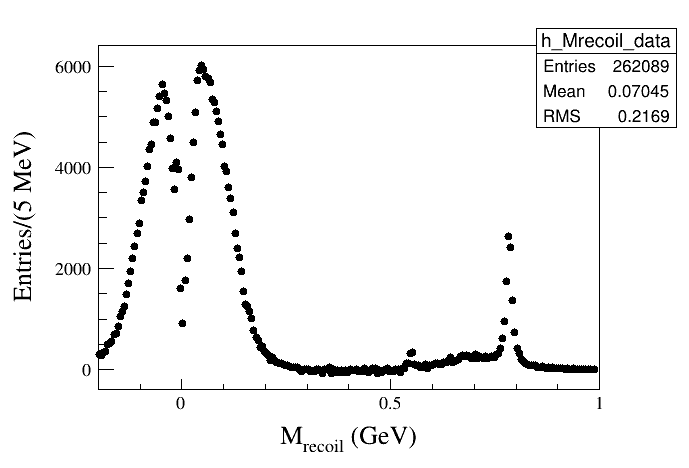 h_Mrecoil_data
Entries 262089
Mean 0.07045
RMS 0.2169
Entries/(5 MeV)
6000
4000
2000
0
0 0.5 1
M_recoil (GeV)